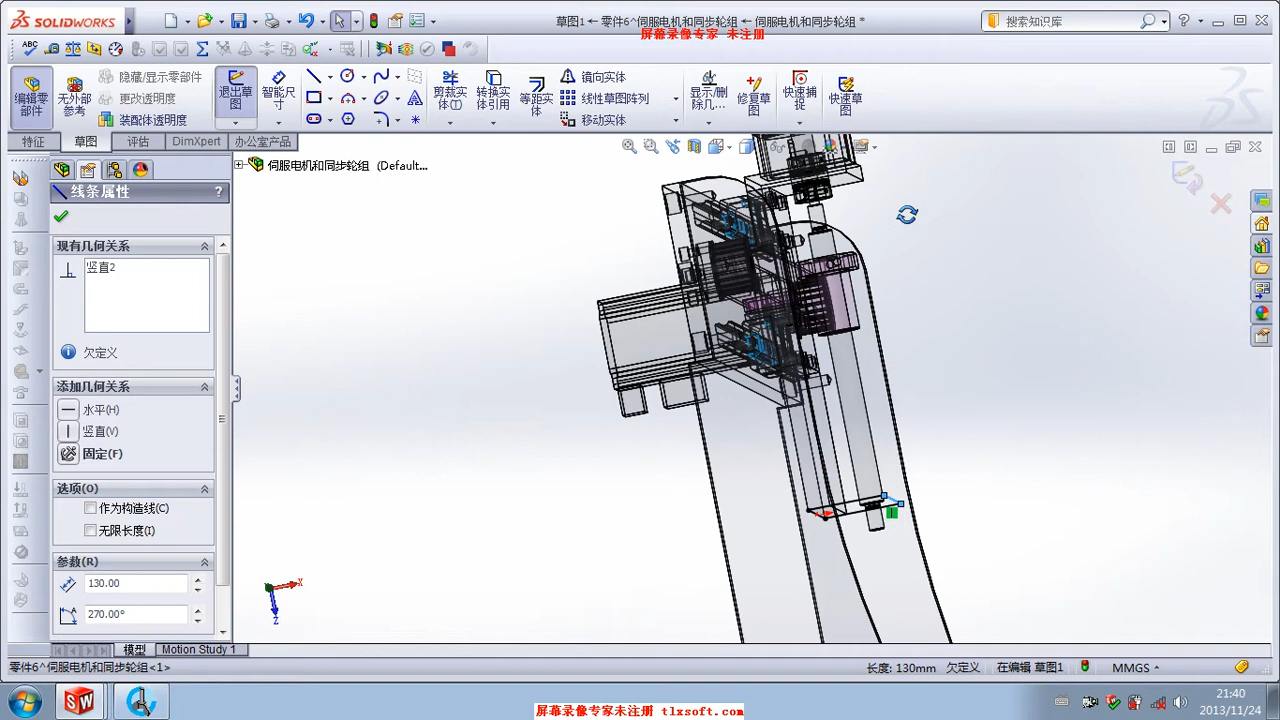 SOLIDWORKS
草图1 ← 零件6^伺服电机和同步轮组 ← 伺服电机和同步轮组 *
搜索知识库
屏幕录像专家 未注册
编辑零部件
无外部参考
隐藏/显示零部件
更改透明度
装配体透明度
退出草图
智能尺寸
剪裁实体(T)
转换实体引用
等距实体
镜向实体
线性草图阵列
移动实体
显示/删除几...
修复草图
快速捕捉
快速草图
特征
草图
评估
DimXpert
办公室产品
伺服电机和同步轮组 (Default...
线条属性
?
现有几何关系
竖直2
欠定义
添加几何关系
水平(H)
竖直(V)
固定(F)
选项(O)
作为构造线(C)
无限长度(I)
参数(R)
130.00
270.00°
X
Z
模型
Motion Study 1
零件6^伺服电机和同步轮组<1>
长度: 130mm
欠定义
在编辑 草图1
MMGS
SW
21:40
2013/11/24
屏幕录像专家未注册 tlxsoft.com